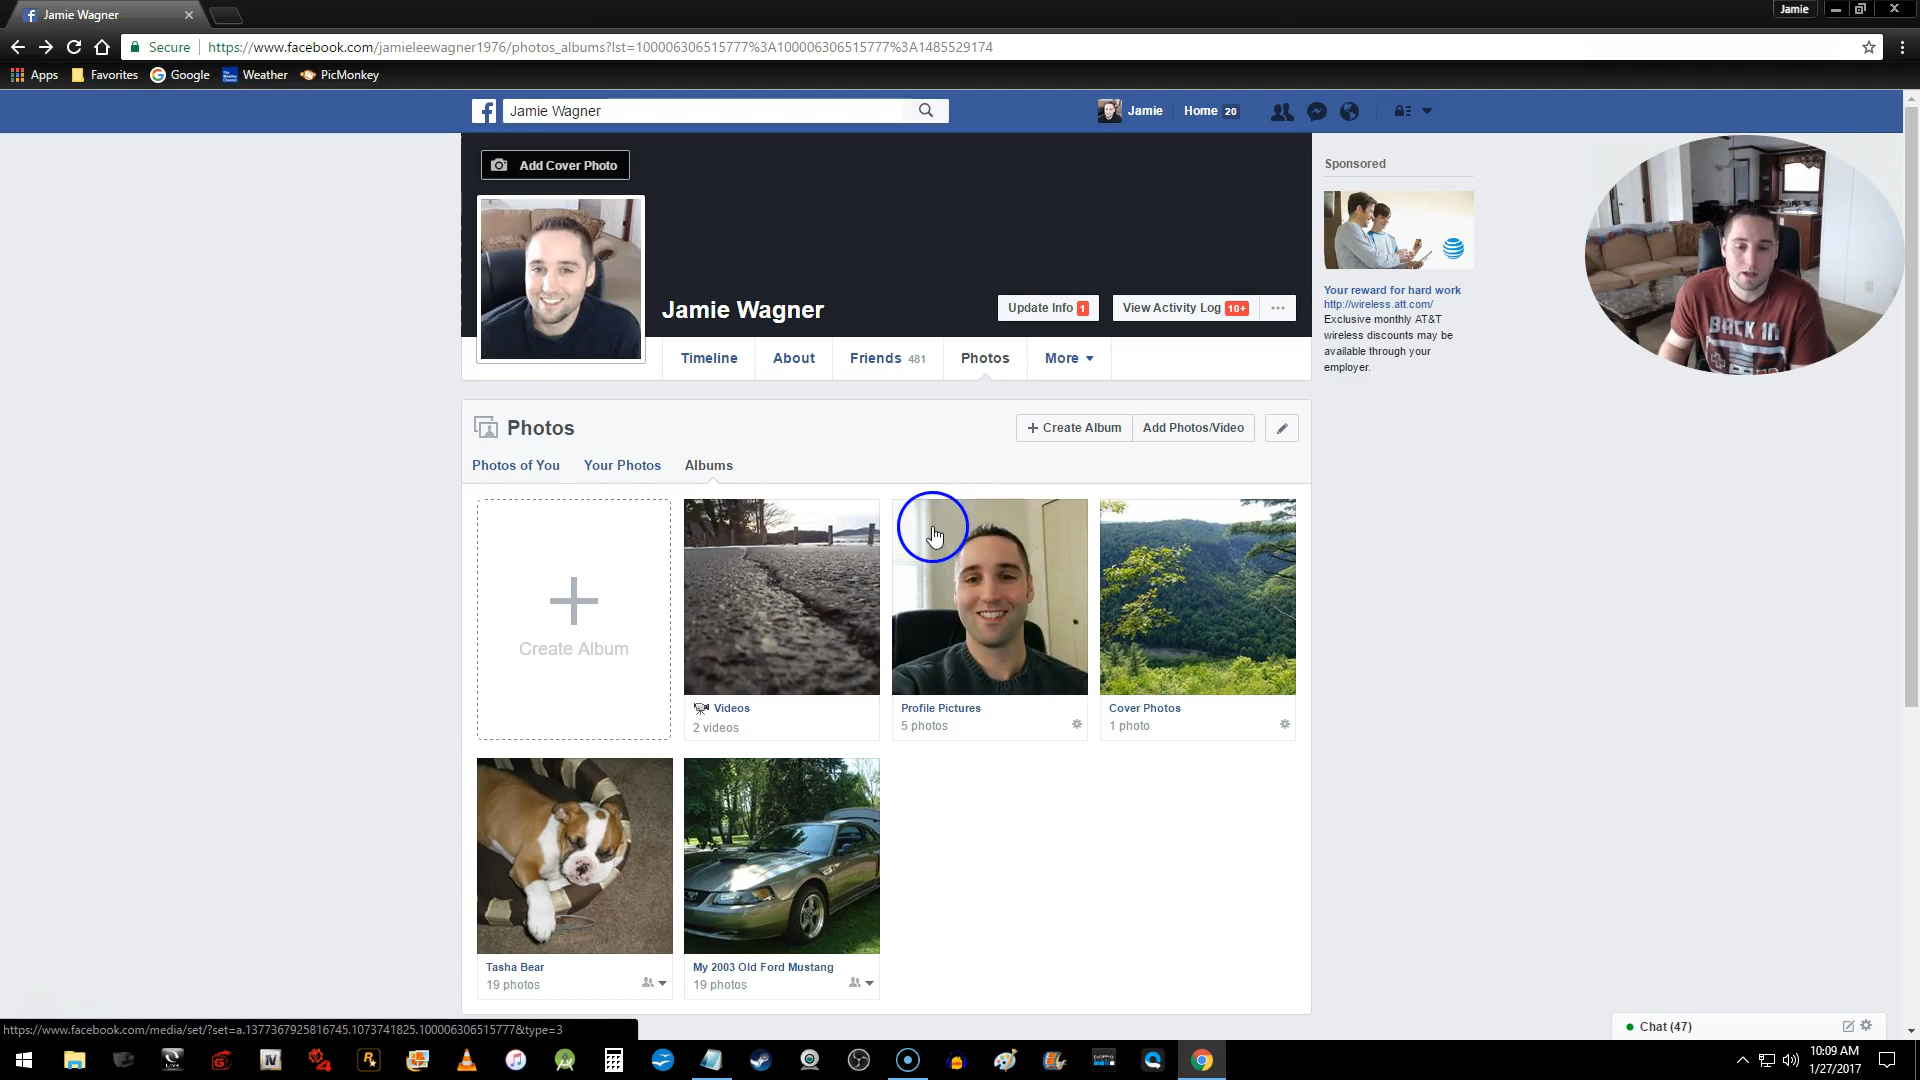 Jamie Wagner
Jamie
Secure
https://www.facebook.com/jamieleewagner1976/photos_albums?lst=100006306515777%3A100006306515777%3A1485529174
Apps
Favorites
Google
Weather
PicMonkey
Jamie Wagner
Jamie
Home 20
Add Cover Photo
Jamie Wagner
Update Info 1
View Activity Log 10+
Timeline
About
Friends 481
Photos
More
Sponsored
Your reward for hard work
http://wireless.att.com/
Exclusive monthly AT&T
wireless discounts may be
available through your
employer.
BACK IN
Photos
+ Create Album
Add Photos/Video
Photos of You
Your Photos
Albums
Create Album
Videos
2 videos
Profile Pictures
5 photos
Cover Photos
1 photo
Tasha Bear
19 photos
My 2003 Old Ford Mustang
19 photos
https://www.facebook.com/media/set/?set=a.1377367925816745.1073741825.100006306515777&type=3
Chat (47)
10:09 AM
1/27/2017